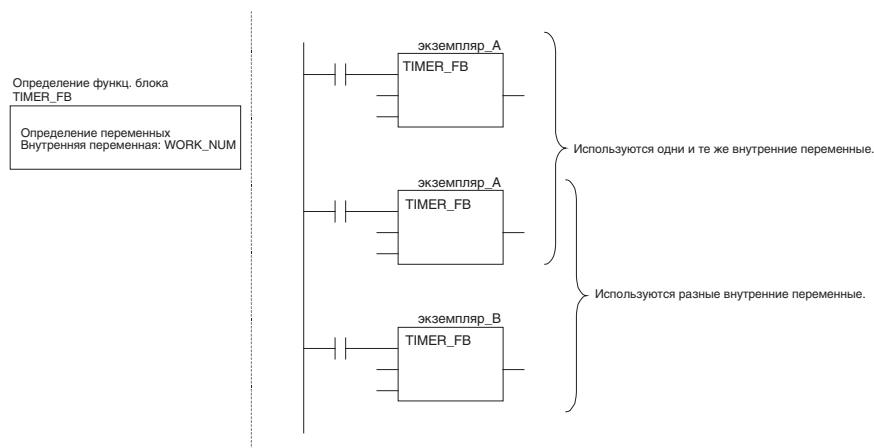 Определение функц. блока
TIMER_FB
Определение переменных
Внутренняя переменная: WORK_NUM
экземпляр_A
TIMER_FB
Используются одни и те же внутренние переменные.
экземпляр_A
TIMER_FB
Используются разные внутренние переменные.
экземпляр_B
TIMER_FB